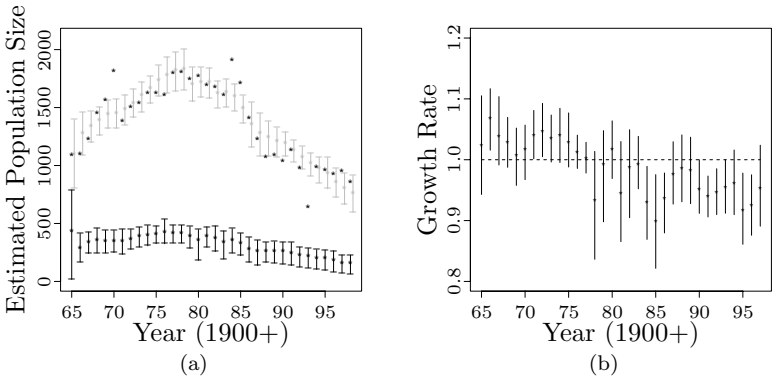 Estimated Population Size
2000
1500
1000
500
0
65 70 75 80 85 90 95
Year (1900+)
(a)
Growth Rate
1.2
1.1
1.0
0.9
0.8
65 70 75 80 85 90 95
Year (1900+)
(b)